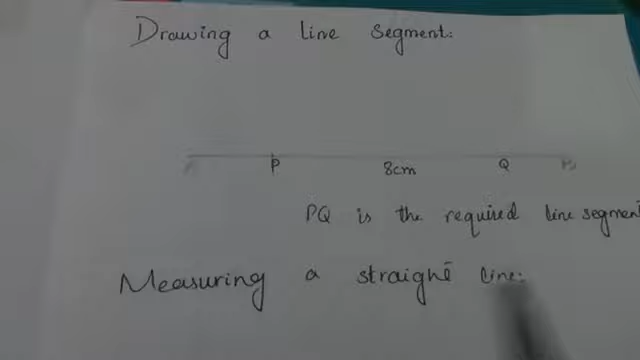 Drawing a line segment:
P 8cm Q
PQ is the required line segment
Measuring a straight line: